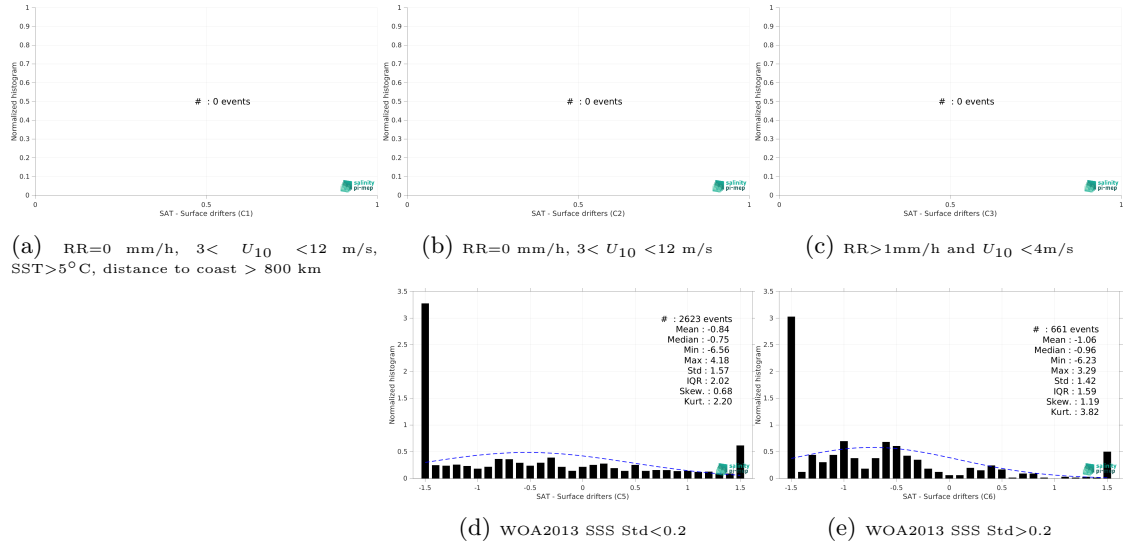 Normalized histogram
1
0.9
0.8
0.7
0.6
0.5
0.4
0.3
0.2
0.1
0
# : 0 events
salinity
pi-mep
0 0.5 1
SAT - Surface drifters (C1)
(a) RR=0 mm/h, 3< U10 <12 m/s,
SST>5°C, distance to coast > 800 km
Normalized histogram
1
0.9
0.8
0.7
0.6
0.5
0.4
0.3
0.2
0.1
0
# : 0 events
salinity
pi-mep
0 0.5 1
SAT - Surface drifters (C2)
(b) RR=0 mm/h, 3< U10 <12 m/s
Normalized histogram
1
0.9
0.8
0.7
0.6
0.5
0.4
0.3
0.2
0.1
0
# : 0 events
salinity
pi-mep
0 0.5 1
SAT - Surface drifters (C3)
(c) RR>1mm/h and U10 <4m/s
Normalized histogram
3.5
3
2.5
2
1.5
1
0.5
0
# : 2623 events
Mean : -0.84
Median : -0.75
Min : -6.56
Max : 4.18
Std : 1.57
IQR : 2.02
Skew. : 0.68
Kurt. : 2.20
salinity
pi-mep
-1.5 -1 -0.5 0 0.5 1 1.5
SAT - Surface drifters (C5)
(d) WOA2013 SSS Std<0.2
Normalized histogram
3.5
3
2.5
2
1.5
1
0.5
0
# : 661 events
Mean : -1.06
Median : -0.96
Min : -6.23
Max : 3.29
Std : 1.42
IQR : 1.59
Skew. : 1.19
Kurt. : 3.82
salinity
pi-mep
-1.5 -1 -0.5 0 0.5 1 1.5
SAT - Surface drifters (C6)
(e) WOA2013 SSS Std>0.2